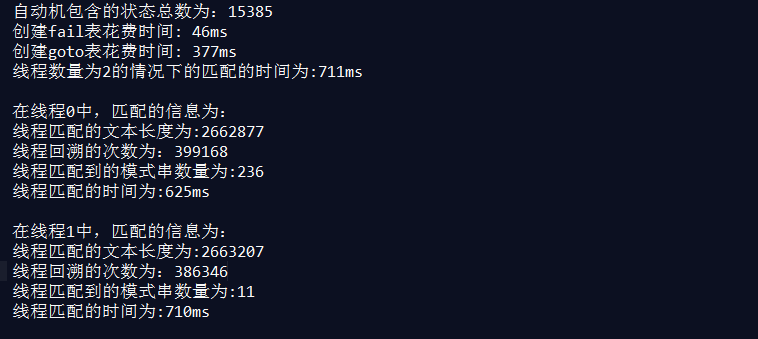 自动机包含的状态总数为：15385
创建fail表花费时间: 46ms
创建goto表花费时间: 377ms
线程数量为2的情况下的匹配的时间为:711ms
在线程0中，匹配的信息为：
线程匹配的文本长度为:2662877
线程回溯的次数为：399168
线程匹配到的模式串数量为:236
线程匹配的时间为:625ms
在线程1中，匹配的信息为：
线程匹配的文本长度为:2663207
线程回溯的次数为：386346
线程匹配到的模式串数量为:11
线程匹配的时间为:710ms